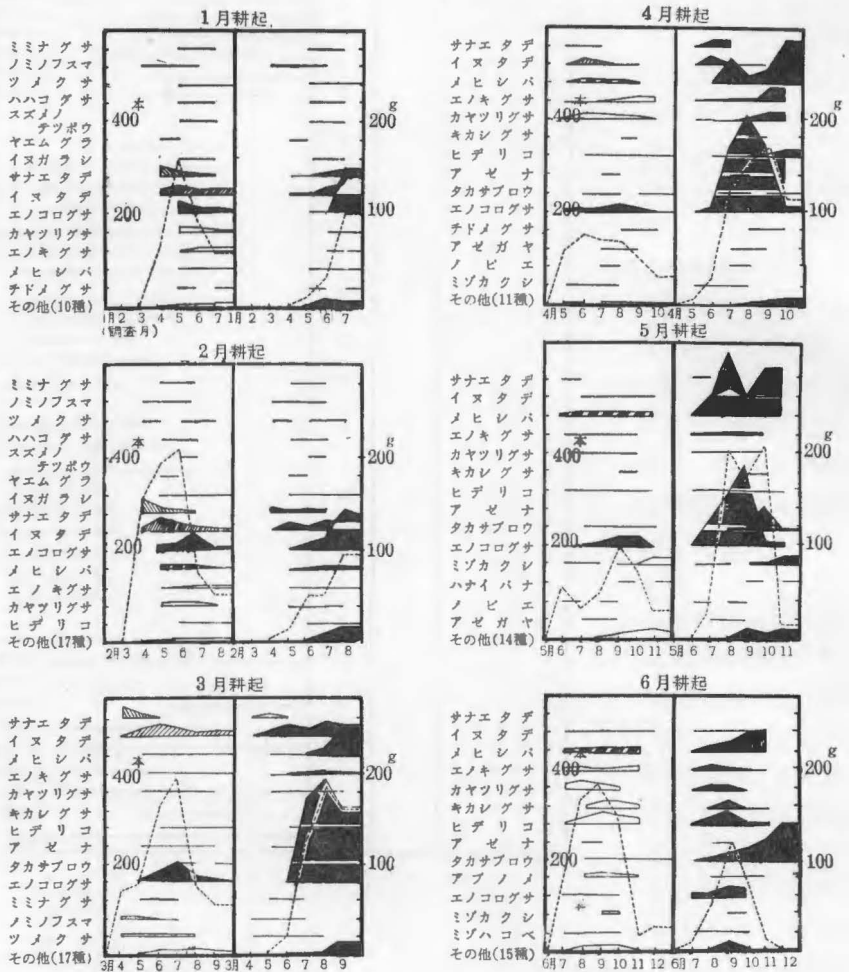 1月耕起
ミミナグサ
ノミノフスマ
ツメクサ
ハハコグサ
スズメノ
テツポウ
ヤエムグラ
イヌガラシ
サナエタデ
イヌタデ
エノコログサ
カヤツリグサ
エノキグサ
メヒシバ
チドメグサ
その他(10種)
本
400
200
g
200
100
1月 2 3 4 5 6 7 1月 2 3 4 5 6 7
(調査月)
2月耕起
ミミナグサ
ノミノフスマ
ツメクサ
ハハコグサ
スズメノ
テツポウ
ヤエムグラ
イヌガラシ
サナエタデ
イヌタデ
エノコログサ
メヒシバ
エノキグサ
カヤツリグサ
ヒデリコ
その他(17種)
本
400
200
g
200
100
2月 3 4 5 6 7 8 2月 3 4 5 6 7 8
3月耕起
サナエタデ
イヌタデ
メヒシバ
エノキグサ
カヤツリグサ
キカレグサ
ヒデリコ
アゼナ
タカサブロウ
エノコログサ
ミミナグサ
ノミノフスマ
ツメクサ
その他(17種)
本
400
200
g
200
100
3月 4 5 6 7 8 9 3月 4 5 6 7 8 9
4月耕起
サナエタデ
イヌタデ
メヒシバ
エノキグサ
カヤツリグサ
キカレグサ
ヒデリコ
アゼナ
タカサブロウ
エノコログサ
チドメグサ
アゼガヤ
ノビエ
ミゾカクシ
その他(11種)
本
400
200
g
200
100
4月 5 6 7 8 9 10 4月 5 6 7 8 9 10
5月耕起
サナエタデ
イヌタデ
メヒシバ
エノキグサ
カヤツリグサ
キカレグサ
ヒデリコ
アゼナ
タカサブロウ
エノコログサ
ミゾカクシ
ハナイバナ
ノビエ
アゼガヤ
その他(14種)
本
400
200
g
200
100
5月 6 7 8 9 10 11 5月 6 7 8 9 10 11
6月耕起
サナエタデ
イヌタデ
メヒシバ
エノキグサ
カヤツリグサ
キカレグサ
ヒデリコ
アゼナ
タカサブロウ
アブノメ
エノコログサ
ミゾカクシ
ミゾハコベ
その他(15種)
本
400
200
g
200
100
6月 7 8 9 10 11 12 6月 7 8 9 10 11 12